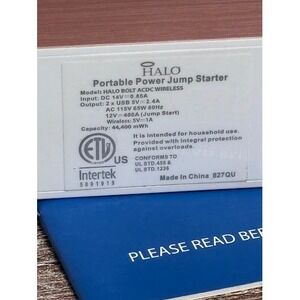 HALO
Portable Power Jump Starter
Model: HALO BOLT ACDC WIRELESS
Input: DC 14V⎓0.85A
Output: 2 x USB 5V⎓2.4A
AC 115V 65W 60Hz
12V⎓400A (Jump Start)
Wireless: 5V⎓1A
Capacity: 44,400 mWh
ETL
US
Intertek
5001915
It is intended for household use.
Provided with integral protection
against overloads.
CONFORMS TO
UL STD.458 &
UL STD.1236
Made In China 827QU
PLEASE READ BEF